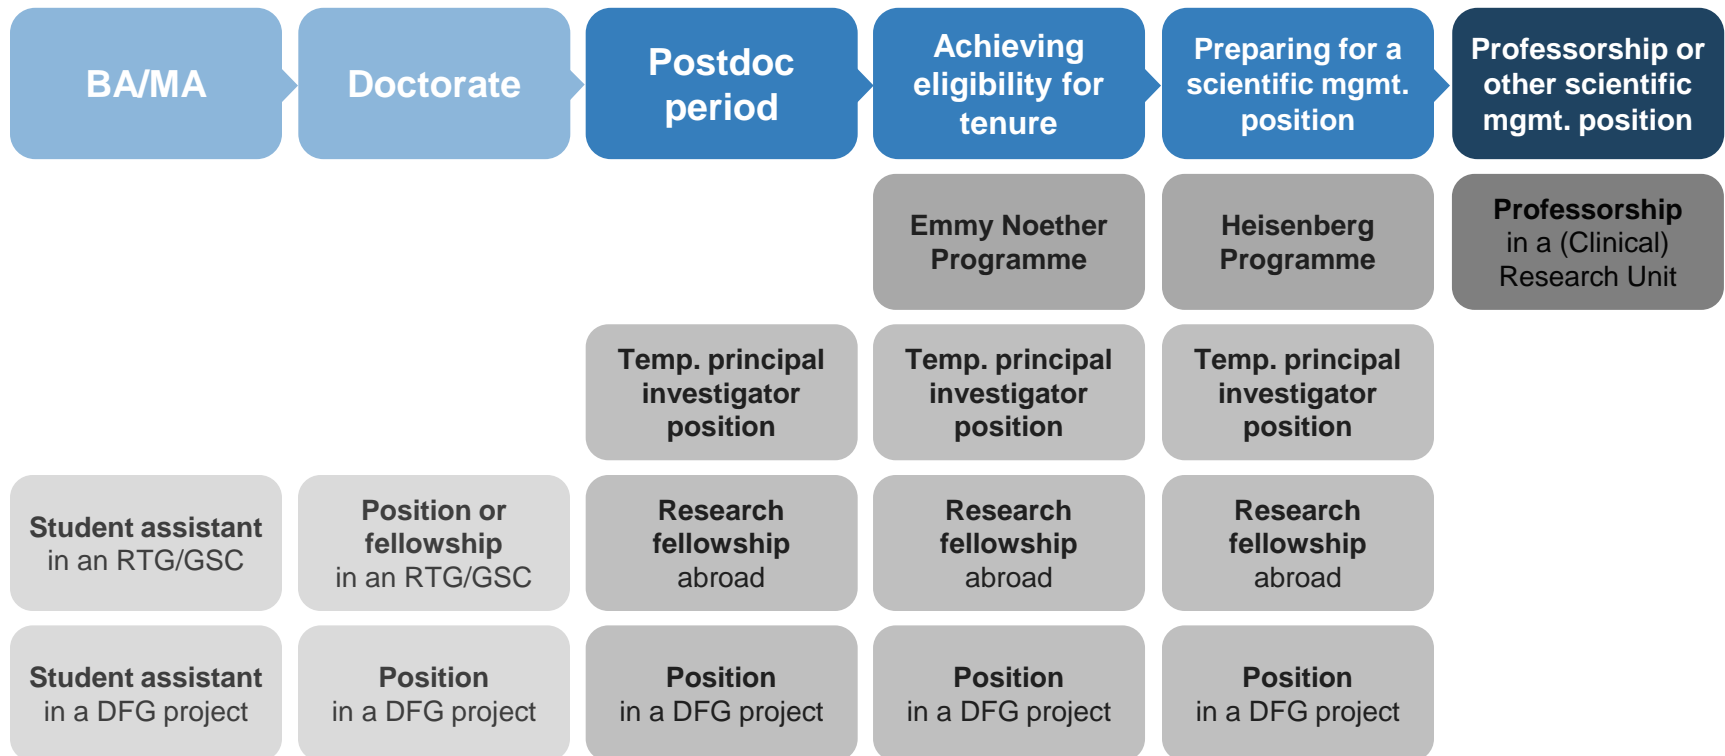 BA/MA
Doctorate
Postdoc
period
Achieving
eligibility for
tenure
Preparing for a
scientific mgmt.
position
Professorship or
other scientific
mgmt. position
Emmy Noether
Programme
Heisenberg
Programme
Professorship
in a (Clinical)
Research Unit
Temp. principal
investigator
position
Temp. principal
investigator
position
Temp. principal
investigator
position
Student assistant
in an RTG/GSC
Position or
fellowship
in an RTG/GSC
Research
fellowship
abroad
Research
fellowship
abroad
Research
fellowship
abroad
Student assistant
in a DFG project
Position
in a DFG project
Position
in a DFG project
Position
in a DFG project
Position
in a DFG project